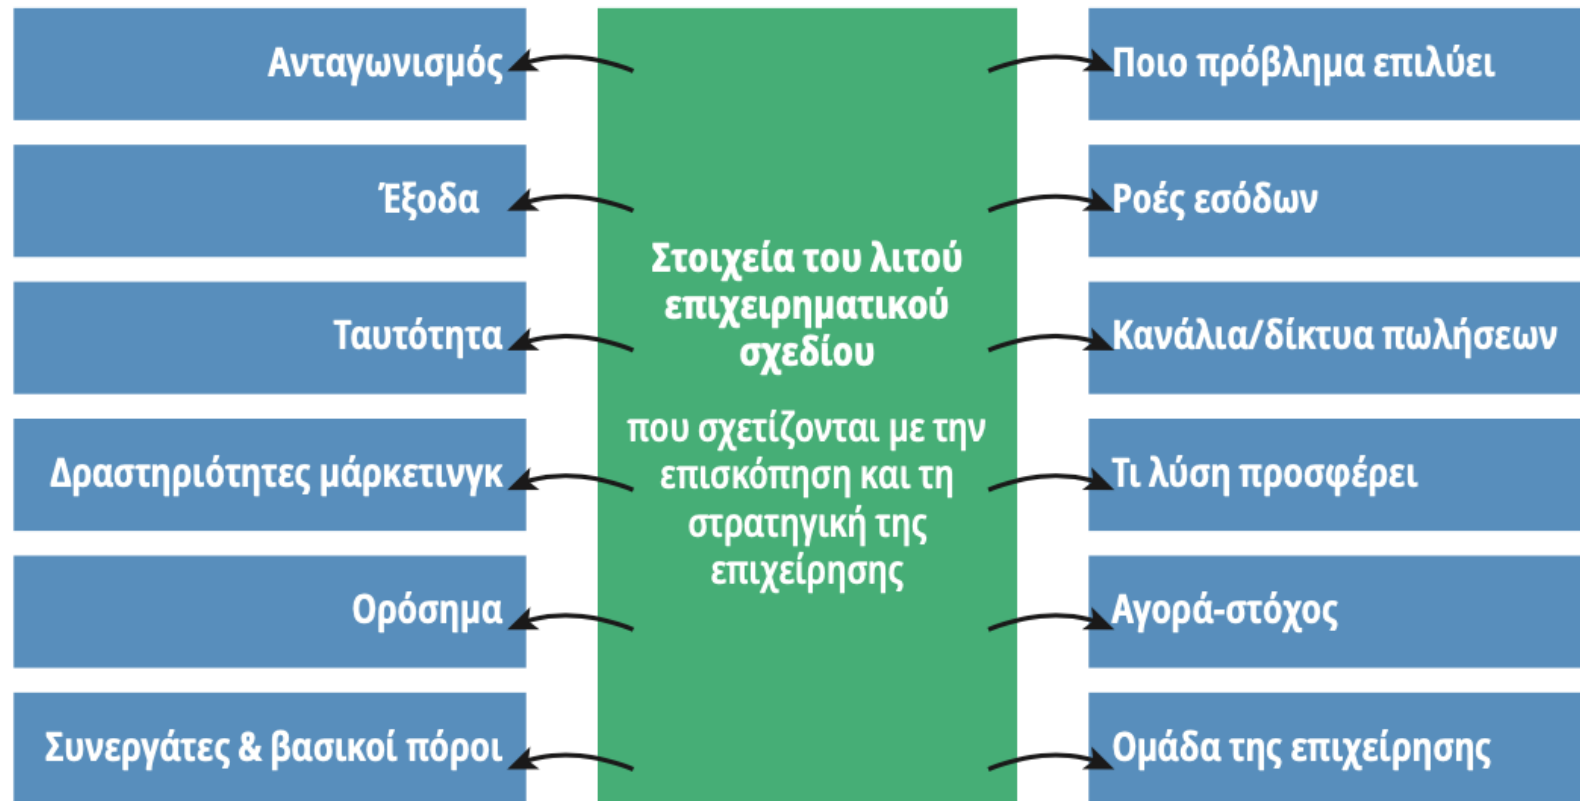 Ανταγωνισμός
Έξοδα
Ταυτότητα
Δραστηριότητες μάρκετινγκ
Ορόσημα
Συνεργάτες & βασικοί πόροι
Στοιχεία του λιτού
επιχειρηματικού
σχεδίου
που σχετίζονται με την
επισκόπηση και τη
στρατηγική της
επιχείρησης
Ποιο πρόβλημα επιλύει
Ροές εσόδων
Κανάλια/δίκτυα πωλήσεων
Τι λύση προσφέρει
Αγορά-στόχος
Ομάδα της επιχείρησης